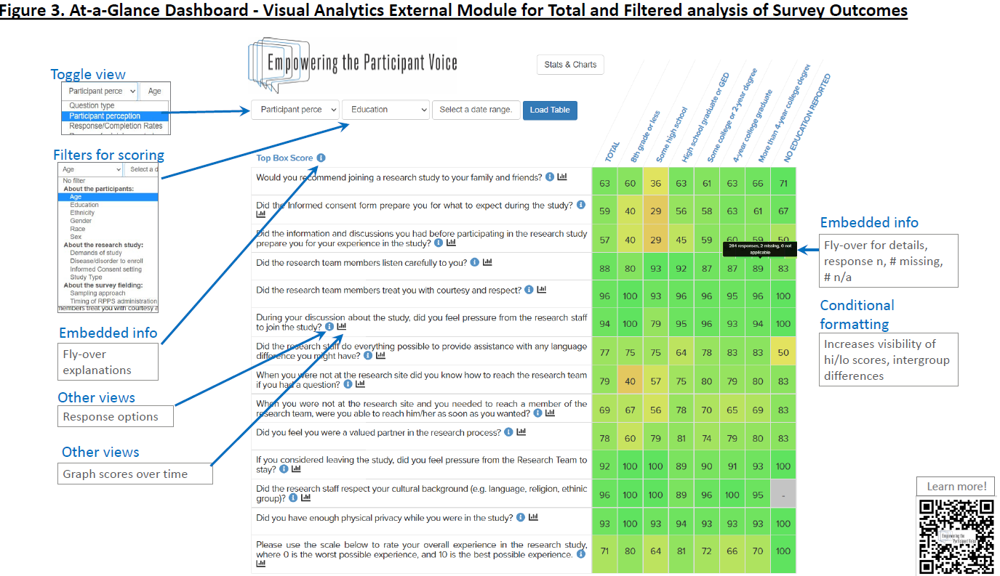 Figure 3. At-a-Glance Dashboard - Visual Analytics External Module for Total and Filtered analysis of Survey Outcomes
Empowering the Participant Voice
Stats & Charts
Toggle view
Participant perce
Age
Question type
Participant perception
Response/Completion Rates
Participant perce
Education
Select a date range.
Load Table
TOTAL
8th grade or less
Some high school
High school graduate or GED
Some college or 2-year degree
4-year college graduate
More than 4-year college degree
NO EDUCATION REPORTED
Filters for scoring
Age
Select a d
No filter
About the participants:
Age
Education
Ethnicity
Gender
Race
Sex
About the research study:
Demands of study
Disease/disorder to enroll
Informed Consent setting
Study Type
About the survey fielding:
Sampling approach
Timing of RPPS administration
members treat you with courtesy a
Embedded info
Fly-over
explanations
Other views
Response options
Other views
Graph scores over time
Top Box Score
Would you recommend joining a research study to your family and friends?
63 60 36 63 61 63 66 71
Did the Informed consent form prepare you for what to expect during the study?
59 40 29 56 58 63 61 67
Did the information and discussions you had before participating in the research study
prepare you for your experience in the study?
57 40 29 45 59 60 59 50
284 responses, 2 missing, 0 not
applicable
Did the research team members listen carefully to you?
88 80 93 92 87 87 89 83
Did the research team members treat you with courtesy and respect?
96 100 93 96 96 95 96 100
During your discussion about the study, did you feel pressure from the research staff
to join the study?
94 100 79 95 96 93 94 100
Did the research staff do everything possible to provide assistance with any language
difference you might have?
77 75 75 64 78 83 83 50
When you were not at the research site did you know how to reach the research team
if you had a question?
79 40 57 75 80 79 80 83
When you were not at the research site and you needed to reach a member of the
research team, were you able to reach him/her as soon as you wanted?
69 67 56 78 70 65 69 83
Did you feel you were a valued partner in the research process?
78 60 79 81 74 79 80 83
If you considered leaving the study, did you feel pressure from the Research Team to
stay?
92 100 100 89 90 91 93 100
Did the research staff respect your cultural background (e.g. language, religion, ethinic
group)?
96 100 100 89 96 100 95 -
Did you have enough physical privacy while you were in the study?
93 100 93 94 93 93 93 100
Please use the scale below to rate your overall experience in the research study,
where 0 is the worst possible experience, and 10 is the best possible experience.
71 80 64 81 72 66 70 100
Embedded info
Fly-over for details,
response n, # missing,
# n/a
Conditional
formatting
Increases visibility of
hi/lo scores, intergroup
differences
Learn more!
Empowering the
Participant Voice